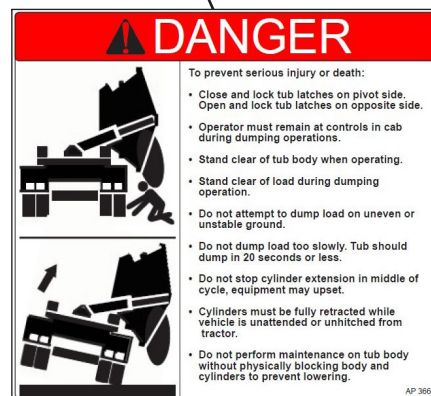 DANGER
To prevent serious injury or death:
• Close and lock tub latches on pivot side.
Open and lock tub latches on opposite side.
• Operator must remain at controls in cab
during dumping operations.
• Stand clear of tub body when operating.
• Stand clear of load during dumping
operation.
• Do not attempt to dump load on uneven or
unstable ground.
• Do not dump load too slowly. Tub should
dump in 20 seconds or less.
• Do not stop cylinder extension in middle of
cycle, equipment may upset.
• Cylinders must be fully retracted while
vehicle is unattended or unhitched from
tractor.
• Do not perform maintenance on tub body
without physically blocking body and
cylinders to prevent lowering.
AP 366